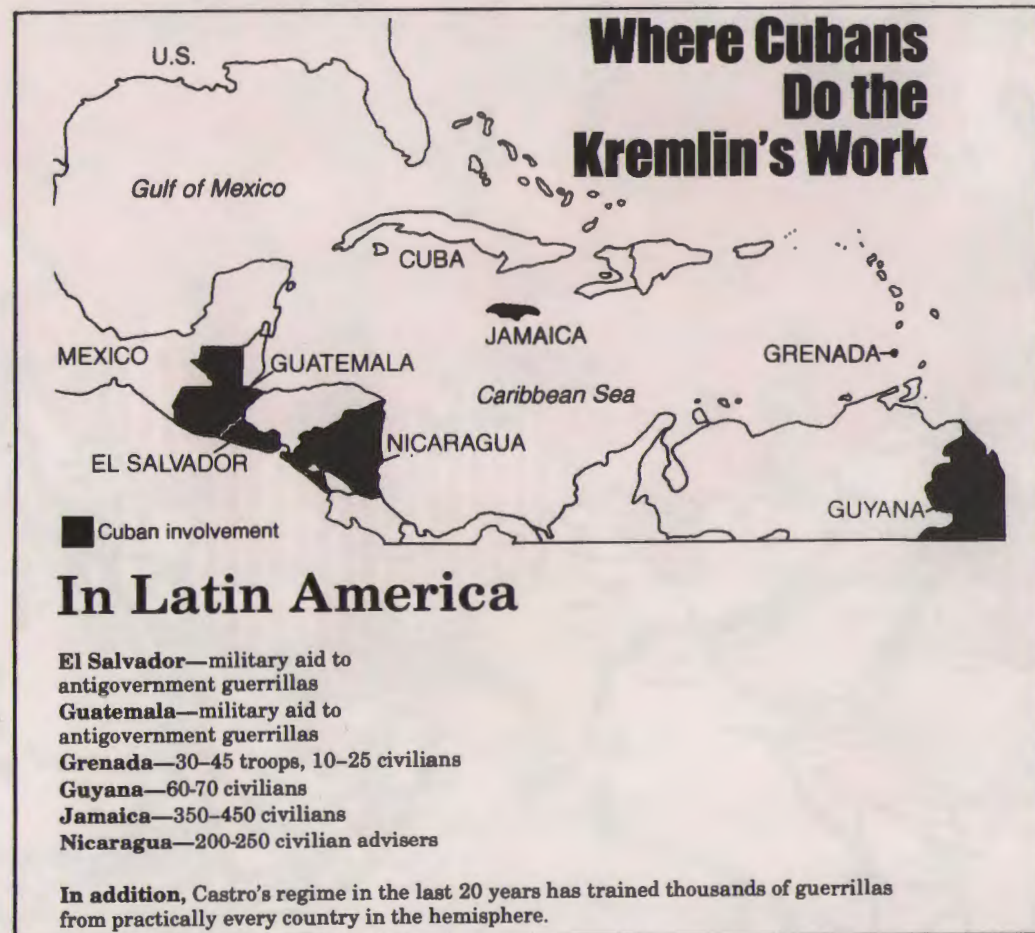 Where Cubans
Do the
Kremlin's Work
U.S.
Gulf of Mexico
CUBA
JAMAICA
MEXICO
GUATEMALA
GRENADA
Caribbean Sea
NICARAGUA
EL SALVADOR
GUYANA
Cuban involvement
In Latin America
El Salvador—military aid to
antigovernment guerrillas
Guatemala—military aid to
antigovernment guerrillas
Grenada—30–45 troops, 10–25 civilians
Guyana—60-70 civilians
Jamaica—350–450 civilians
Nicaragua—200-250 civilian advisers
In addition, Castro's regime in the last 20 years has trained thousands of guerrillas
from practically every country in the hemisphere.